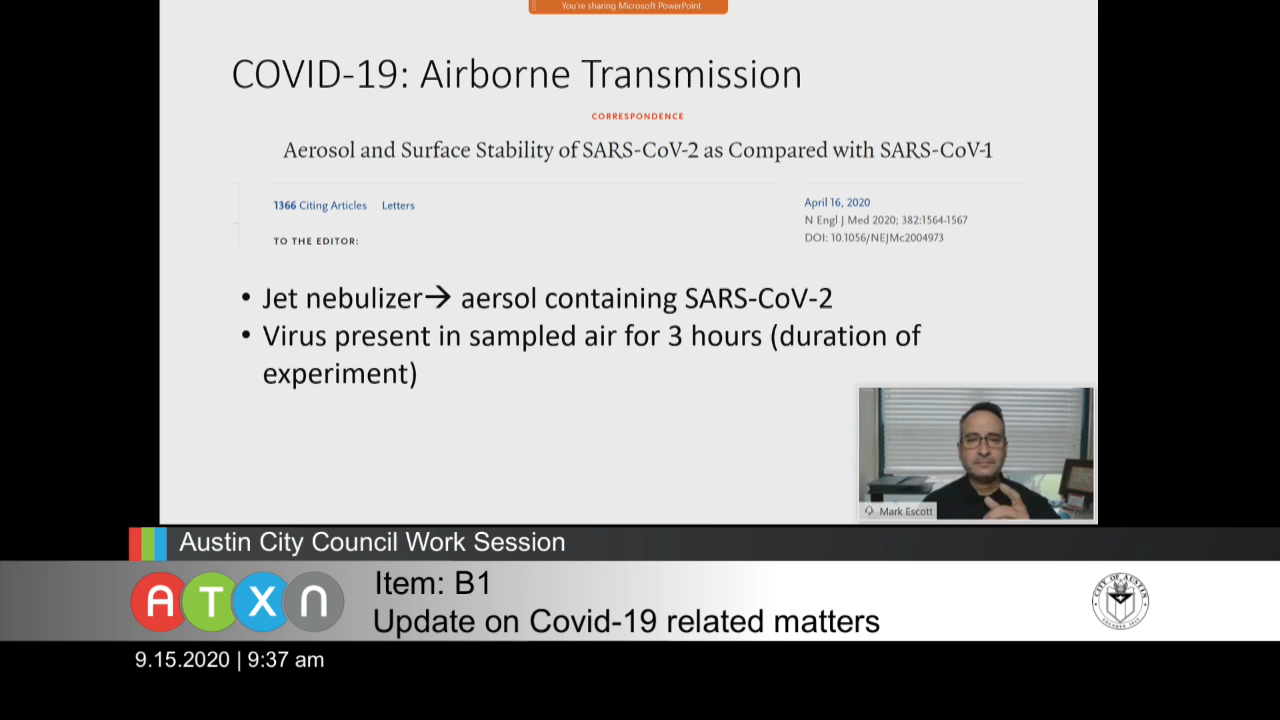 You're sharing Microsoft PowerPoint
COVID-19: Airborne Transmission
CORRESPONDENCE
Aerosol and Surface Stability of SARS-CoV-2 as Compared with SARS-CoV-1
1366 Citing Articles Letters
April 16, 2020
N Engl J Med 2020; 382:1564-1567
DOI: 10.1056/NEJMc2004973
TO THE EDITOR:
• Jet nebulizer→ aersol containing SARS-CoV-2
• Virus present in sampled air for 3 hours (duration of
experiment)
Mark Escott
Austin City Council Work Session
ATXN
Item: B1
Update on Covid-19 related matters
CITY OF AUSTIN
9.15.2020 | 9:37 am